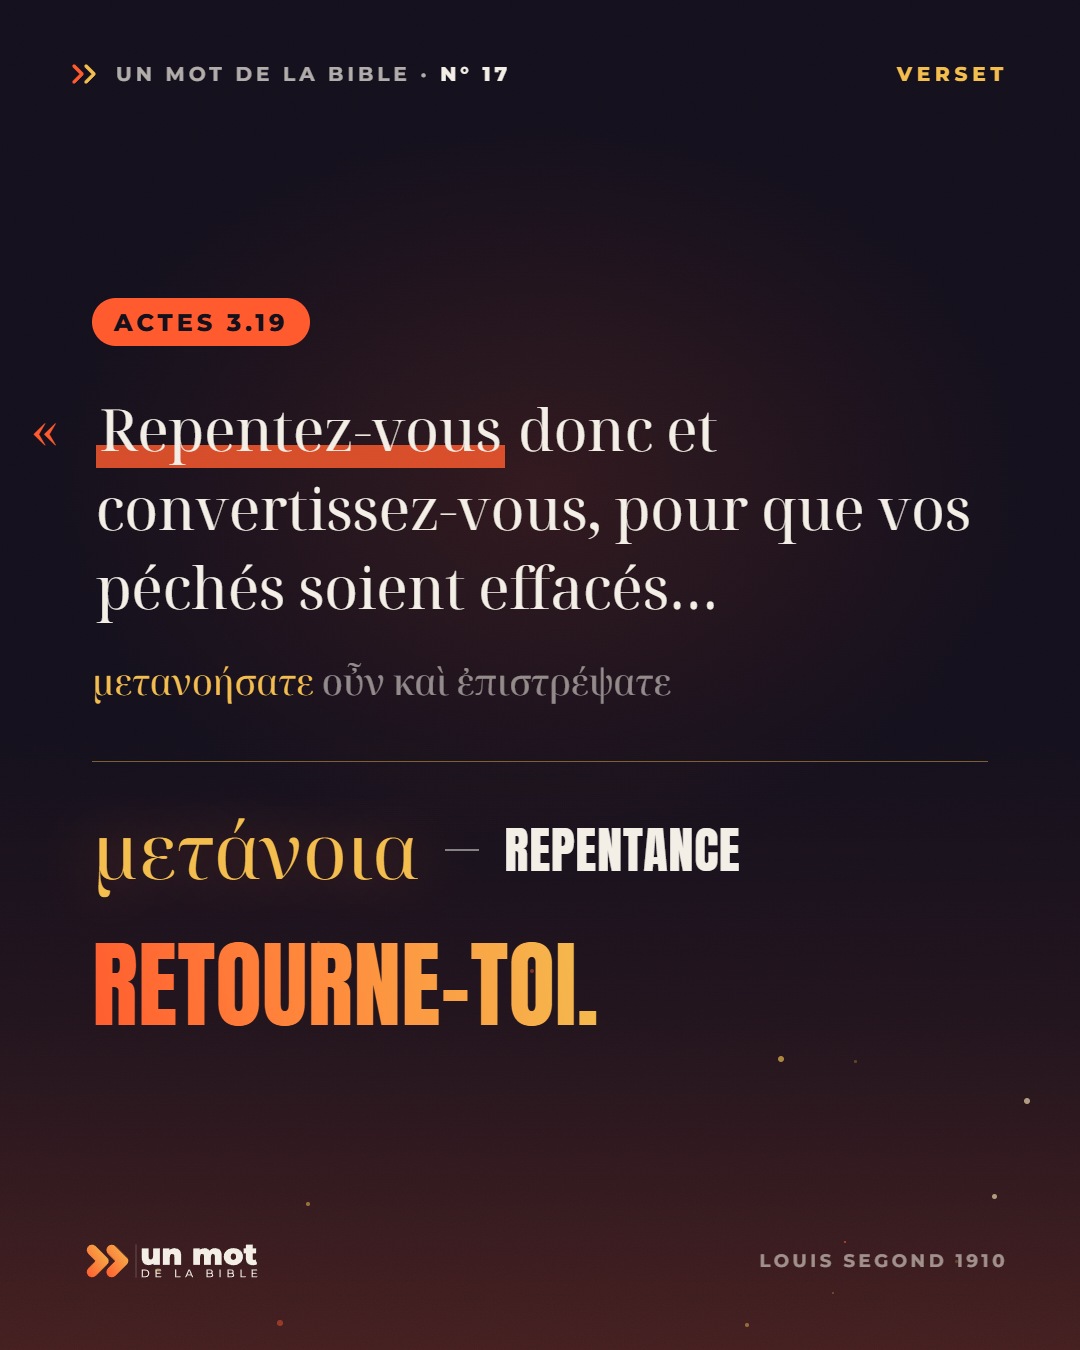 UN MOT DE LA BIBLE · N° 17
VERSET
ACTES 3.19
« Repentez-vous donc et
convertissez-vous, pour que vos
péchés soient effacés…
μετανοήσατε οὖν καὶ ἐπιστρέψατε
μετάνοια — REPENTANCE
RETOURNE-TOI.
un mot
DE LA BIBLE
LOUIS SEGOND 1910